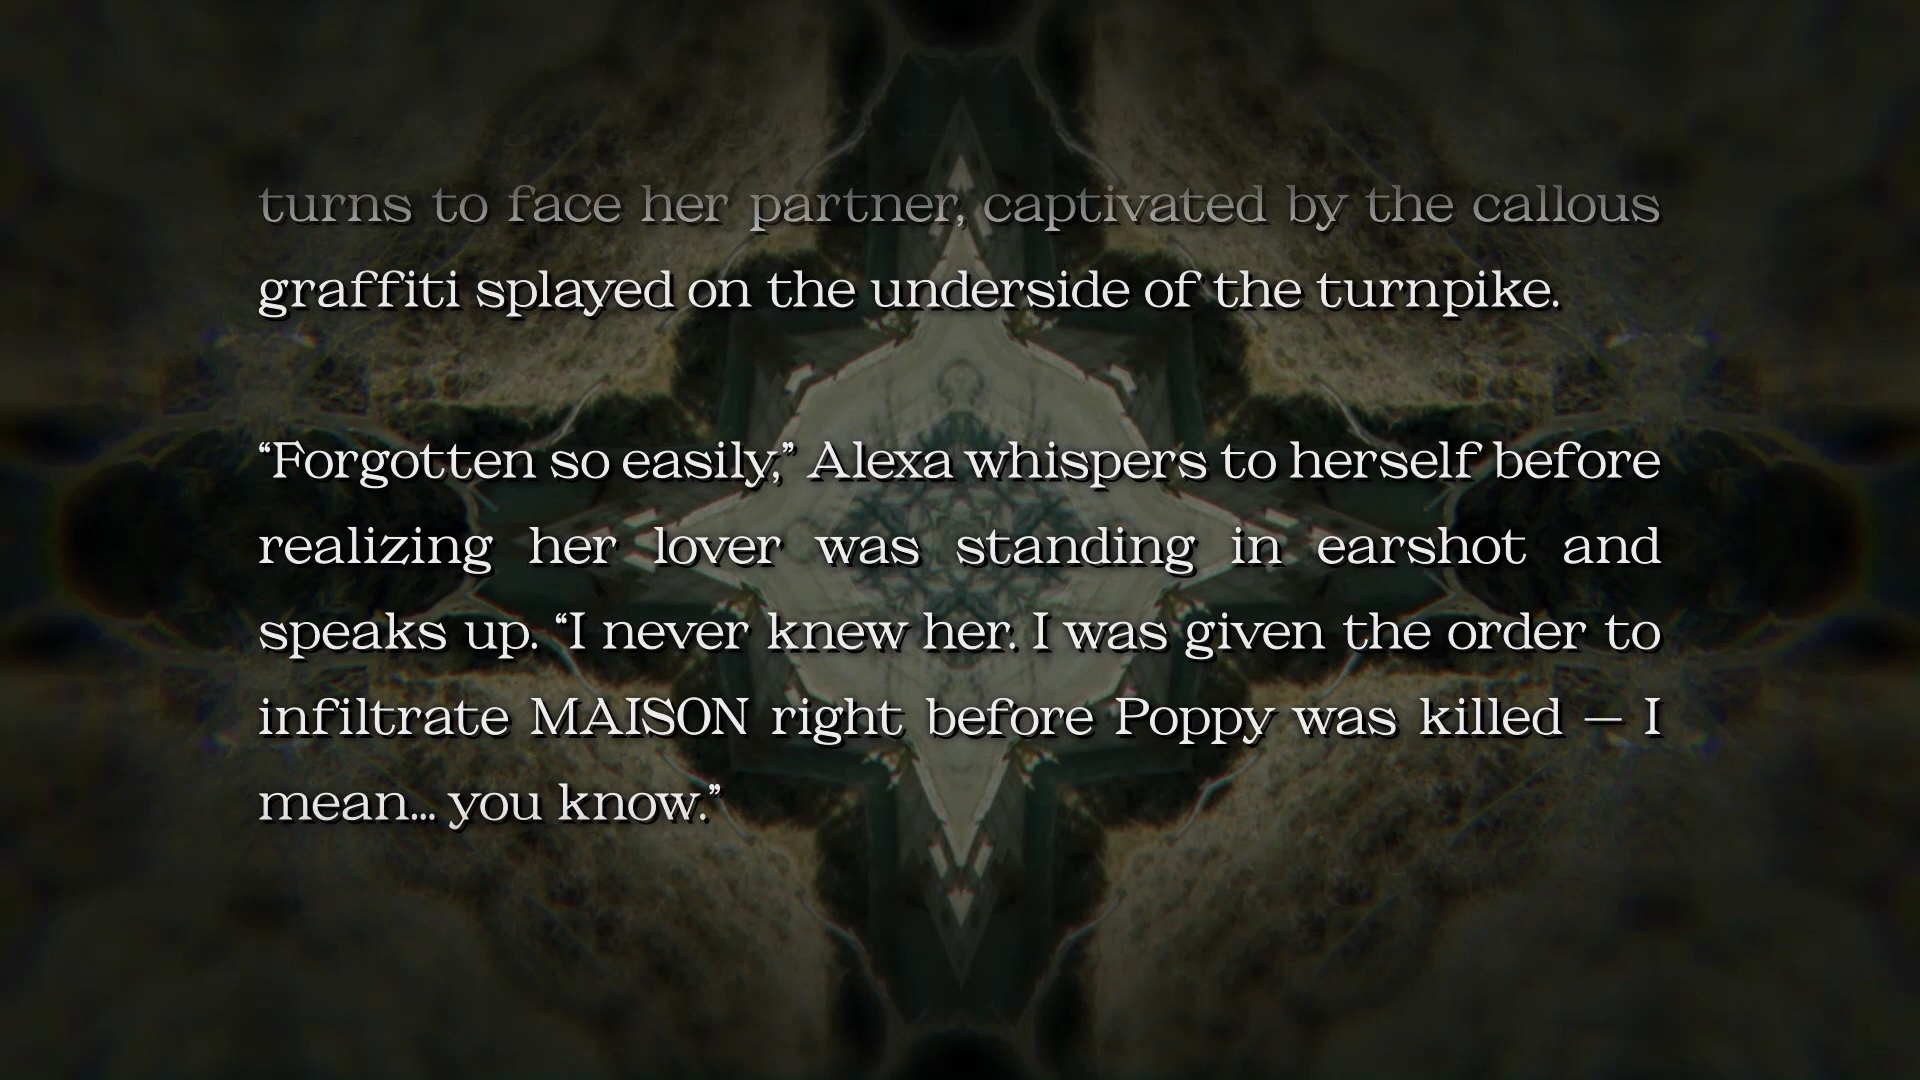 turns to face her partner, captivated by the callous
graffiti splayed on the underside of the turnpike.
“Forgotten so easily,” Alexa whispers to herself before
realizing her lover was standing in earshot and
speaks up. “I never knew her. I was given the order to
infiltrate MAISON right before Poppy was killed — I
mean... you know.”